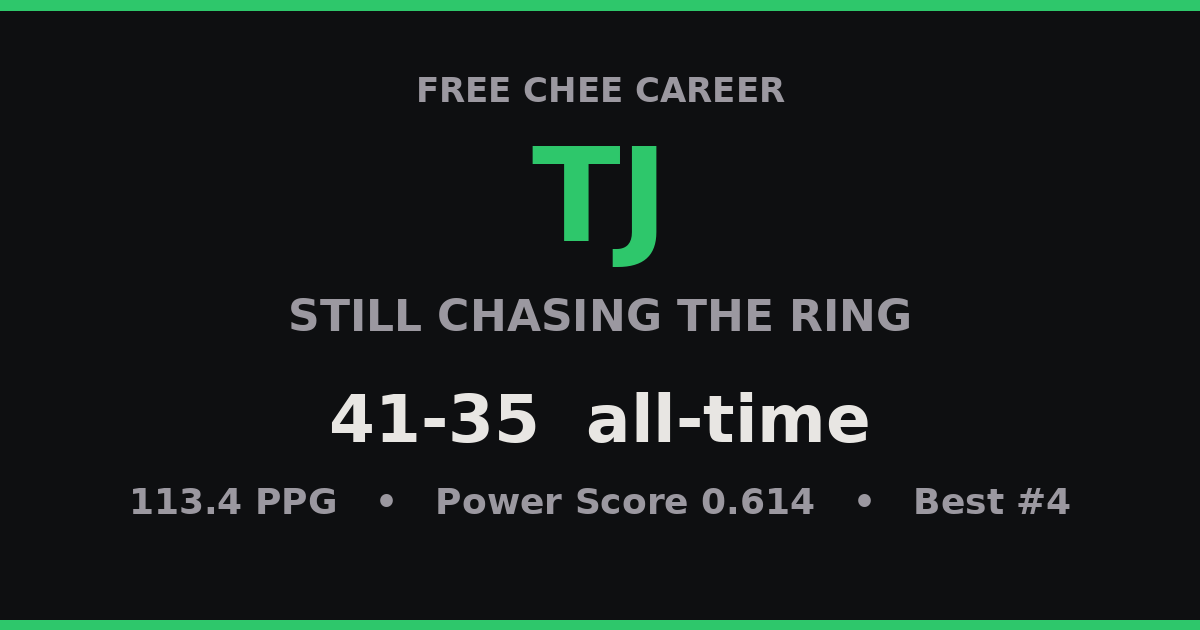 FREE CHEE CAREER
TJ
STILL CHASING THE RING
41-35 all-time
113.4 PPG • Power Score 0.614 • Best #4